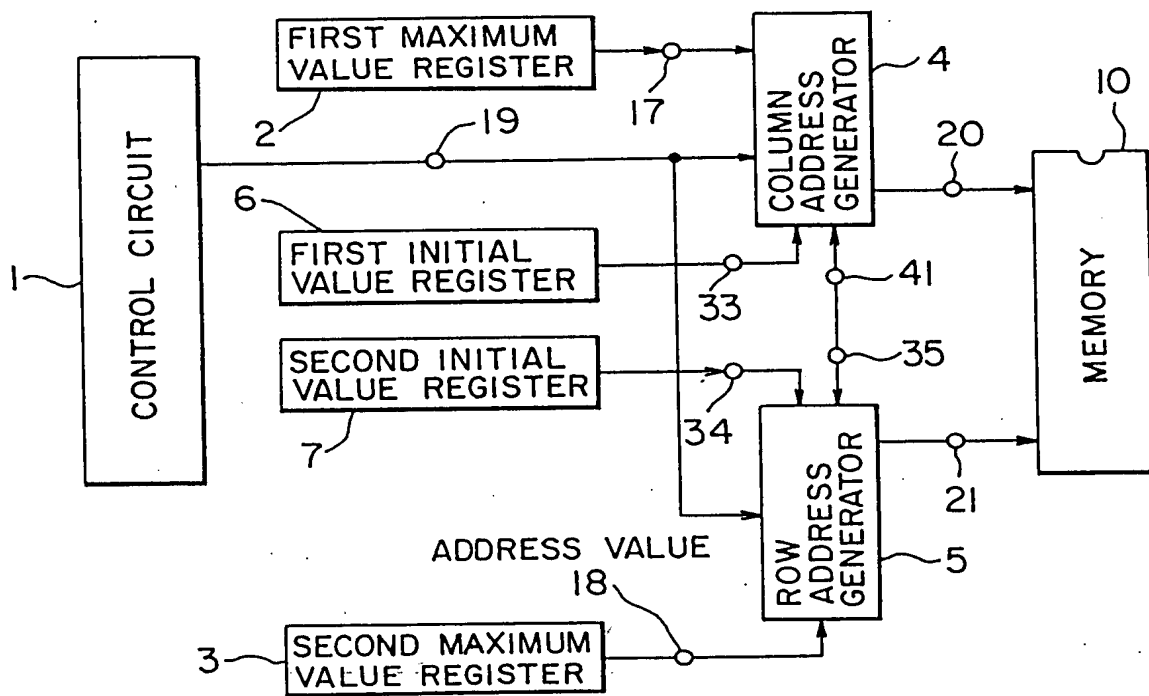 FIRST MAXIMUM
VALUE REGISTER
2
17
COLUMN
ADDRESS
GENERATOR
4
10
CONTROL CIRCUIT
1
19
20
MEMORY
6
FIRST INITIAL
VALUE REGISTER
33
41
35
SECOND INITIAL
VALUE REGISTER
7
34
21
ROW
ADDRESS
GENERATOR
5
ADDRESS VALUE
18
3
SECOND MAXIMUM
VALUE REGISTER